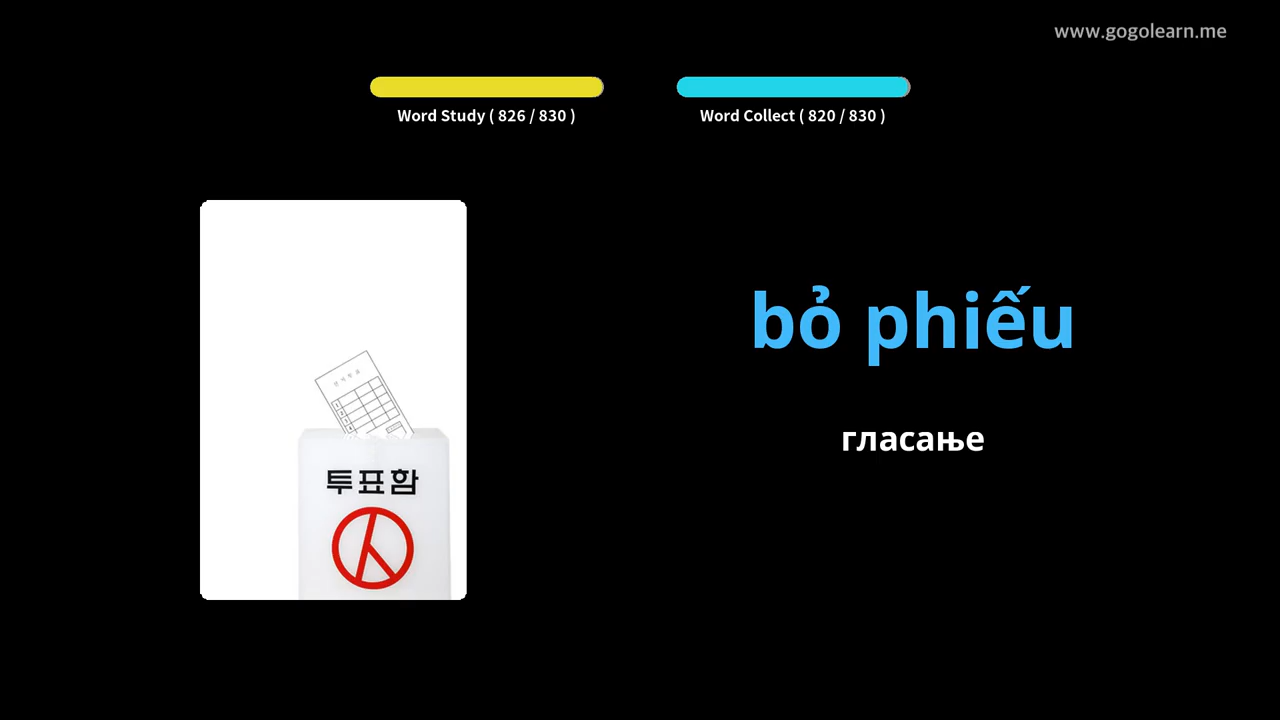 www.gogolearn.me
Word Study ( 826 / 830 )
Word Collect ( 820 / 830 )
bỏ phiếu
гласање
투표함